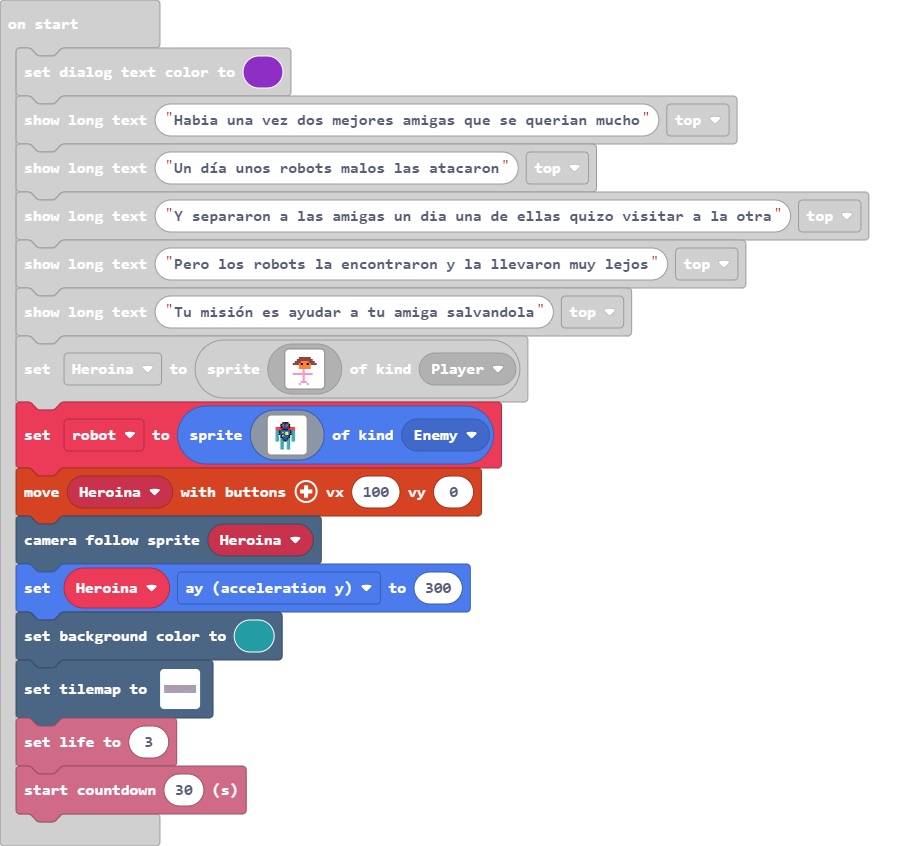 on start
set dialog text color to
show long text "Habia una vez dos mejores amigas que se querian mucho" top
show long text "Un día unos robots malos las atacaron" top
show long text "Y separaron a las amigas un dia una de ellas quizo visitar a la otra" top
show long text "Pero los robots la encontraron y la llevaron muy lejos" top
show long text "Tu misión es ayudar a tu amiga salvandola" top
set Heroina to sprite of kind Player
set robot to sprite of kind Enemy
move Heroina with buttons vx 100 vy 0
camera follow sprite Heroina
set Heroina ay (acceleration y) to 300
set background color to
set tilemap to
set life to 3
start countdown 30 (s)